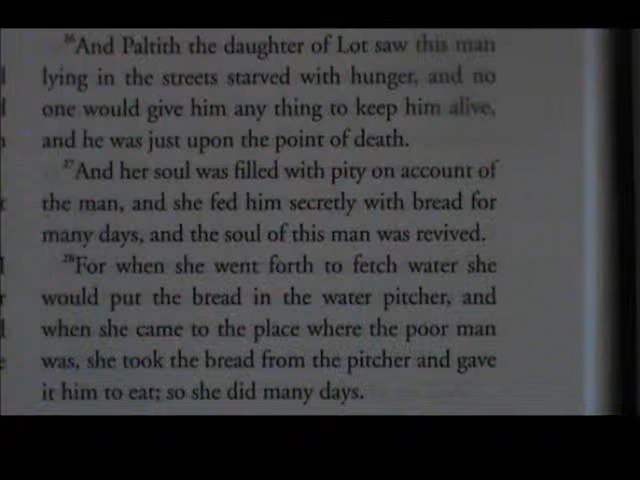 26And Paltith the daughter of Lot saw this man
lying in the streets starved with hunger, and no
one would give him any thing to keep him alive,
and he was just upon the point of death.
27And her soul was filled with pity on account of
the man, and she fed him secretly with bread for
many days, and the soul of this man was revived.
28For when she went forth to fetch water she
would put the bread in the water pitcher, and
when she came to the place where the poor man
was, she took the bread from the pitcher and gave
it him to eat; so she did many days.